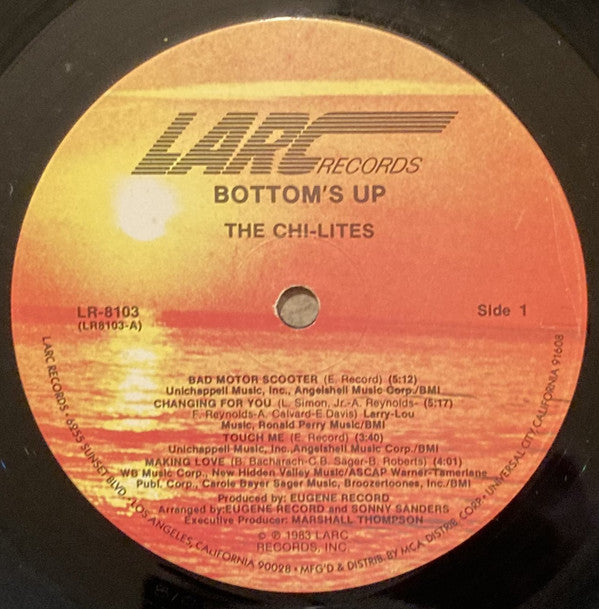 LARC RECORDS
BOTTOM'S UP
THE CHI-LITES
LR-8103
(LR8103-A)
Side 1
BAD MOTOR SCOOTER (E. Record) (5:12)
Unichappell Music, Inc., Angelshell Music Corp./BMI
CHANGING FOR YOU (L. Simon, Jr.-A. Reynolds- (5:17)
F. Reynolds-A. Calvard-E.Davis) Larry-Lou
Music, Ronald Perry Music/BMI
TOUCH ME (E. Record) (3:40)
Unichappell Music, Inc., Angelshell Music Corp./BMI
MAKING LOVE (B. Bacharach-C.B. Sager-B. Roberts) (4:01)
WB Music Corp., New Hidden Valley Music/ASCAP Warner-Tamerlane
Publ. Corp., Carole Bayer Sager Music, Broozertoones, Inc./BMI
Produced by: EUGENE RECORD
Arranged by: EUGENE RECORD and SONNY SANDERS
Executive Producer: MARSHALL THOMPSON
© ℗ 1983 LARC
RECORDS, INC.
LARC RECORDS • 6955 SUNSET BLVD. • LOS ANGELES, CALIFORNIA 90028 • MFG'D & DISTRIB. BY MCA DISTRIB. CORP. • UNIVERSAL CITY, CALIFORNIA 91608